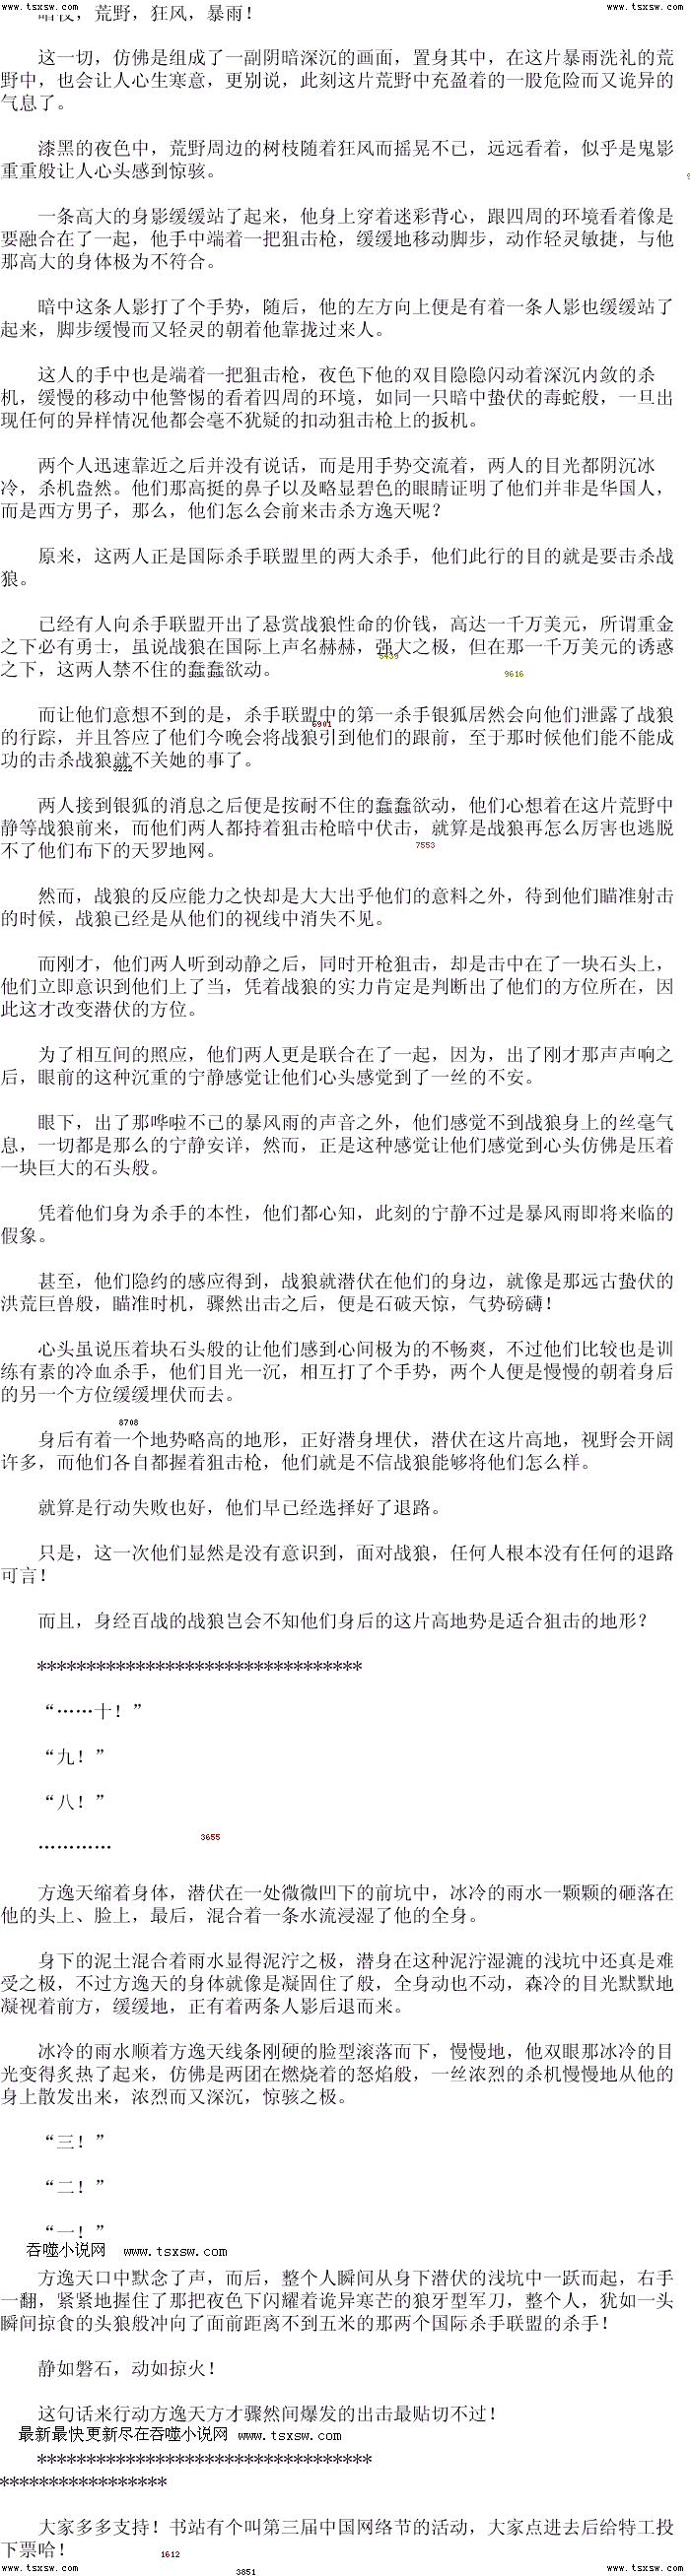 www.tsxsw.com www.tsxsw.com
暗夜，荒野，狂风，暴雨！
这一切，仿佛是组成了一副阴暗深沉的画面，置身其中，在这片暴雨洗礼的荒
野中，也会让人心生寒意，更别说，此刻这片荒野中充盈着的一股危险而又诡异的
气息了。
漆黑的夜色中，荒野周边的树枝随着狂风而摇晃不已，远远看着，似乎是鬼影
重重般让人心头感到惊骇。
一条高大的身影缓缓站了起来，他身上穿着迷彩背心，跟四周的环境看着像是
要融合在了一起，他手中端着一把狙击枪，缓缓地移动脚步，动作轻灵敏捷，与他
那高大的身体极为不符合。
暗中这条人影打了个手势，随后，他的左方向上便是有着一条人影也缓缓站了
起来，脚步缓慢而又轻灵的朝着他靠拢过来人。
这人的手中也是端着一把狙击枪，夜色下他的双目隐隐闪动着深沉内敛的杀
机，缓慢的移动中他警惕的看着四周的环境，如同一只暗中蛰伏的毒蛇般，一旦出
现任何的异样情况他都会毫不犹疑的扣动狙击枪上的扳机。
两个人迅速靠近之后并没有说话，而是用手势交流着，两人的目光都阴沉冰
冷，杀机盎然。他们那高挺的鼻子以及略显碧色的眼睛证明了他们并非是华国人，
而是西方男子，那么，他们怎么会前来击杀方逸天呢？
原来，这两人正是国际杀手联盟里的两大杀手，他们此行的目的就是要击杀战
狼。
已经有人向杀手联盟开出了悬赏战狼性命的价钱，高达一千万美元，所谓重金
之下必有勇士，虽说战狼在国际上声名赫赫，强大之极，但在那一千万美元的诱惑
5439
之下，这两人禁不住的蠢蠢欲动。
9616
而让他们意想不到的是，杀手联盟中的第一杀手银狐居然会向他们泄露了战狼
6901
的行踪，并且答应了他们今晚会将战狼引到他们的跟前，至于那时候他们能不能成
功的击杀战狼就不关她的事了。
3222
两人接到银狐的消息之后便是按耐不住的蠢蠢欲动，他们心想着在这片荒野中
静等战狼前来，而他们两人都持着狙击枪暗中伏击，就算是战狼再怎么厉害也逃脱
不了他们布下的天罗地网。
7553
然而，战狼的反应能力之快却是大大出乎他们的意料之外，待到他们瞄准射击
的时候，战狼已经是从他们的视线中消失不见。
而刚才，他们两人听到动静之后，同时开枪狙击，却是击中在了一块石头上，
他们立即意识到他们上了当，凭着战狼的实力肯定是判断出了他们的方位所在，因
此这才改变潜伏的方位。
为了相互间的照应，他们两人更是联合在了一起，因为，出了刚才那声声响之
后，眼前的这种沉重的宁静感觉让他们心头感觉到了一丝的不安。
眼下，出了那哗啦不已的暴风雨的声音之外，他们感觉不到战狼身上的丝毫气
息，一切都是那么的宁静安详，然而，正是这种感觉让他们感觉到心头仿佛是压着
一块巨大的石头般。
凭着他们身为杀手的本性，他们都心知，此刻的宁静不过是暴风雨即将来临的
假象。
甚至，他们隐约的感应得到，战狼就潜伏在他们的身边，就像是那远古蛰伏的
洪荒巨兽般，瞄准时机，骤然出击之后，便是石破天惊，气势磅礴！
心头虽说压着块石头般的让他们感到心间极为的不畅爽，不过他们比较也是训
练有素的冷血杀手，他们目光一沉，相互打了个手势，两个人便是慢慢的朝着身后
的另一个方位缓缓埋伏而去。
8708
身后有着一个地势略高的地形，正好潜身埋伏，潜伏在这片高地，视野会开阔
许多，而他们各自都握着狙击枪，他们就是不信战狼能够将他们怎么样。
就算是行动失败也好，他们早已经选择好了退路。
只是，这一次他们显然是没有意识到，面对战狼，任何人根本没有任何的退路
可言！
而且，身经百战的战狼岂会不知他们身后的这片高地势是适合狙击的地形？
*********************************
“……十！”
“九！”
“八！”
…………
3655
方逸天缩着身体，潜伏在一处微微凹下的前坑中，冰冷的雨水一颗颗的砸落在
他的头上、脸上，最后，混合着一条水流浸湿了他的全身。
身下的泥土混合着雨水显得泥泞之极，潜身在这种泥泞湿漉的浅坑中还真是难
受之极，不过方逸天的身体就像是凝固住了般，全身动也不动，森冷的目光默默地
凝视着前方，缓缓地，正有着两条人影后退而来。
冰冷的雨水顺着方逸天线条刚硬的脸型滚落而下，慢慢地，他双眼那冰冷的目
光变得炙热了起来，仿佛是两团在燃烧着的怒焰般，一丝浓烈的杀机慢慢地从他的
身上散发出来，浓烈而又深沉，惊骇之极。
“三！”
“二！”
“一！”
吞噬小说网 www.tsxsw.com
方逸天口中默念了声，而后，整个人瞬间从身下潜伏的浅坑中一跃而起，右手
一翻，紧紧地握住了那把夜色下闪耀着诡异寒芒的狼牙型军刀，整个人，犹如一头
瞬间掠食的头狼般冲向了面前距离不到五米的那两个国际杀手联盟的杀手！
静如磐石，动如掠火！
这句话来行动方逸天方才骤然间爆发的出击最贴切不过！
最新最快更新尽在吞噬小说网 www.tsxsw.com
**********************************
*****************
大家多多支持！书站有个叫第三届中国网络节的活动，大家点进去后给特工投
下票哈！
1612
www.tsxsw.com www.tsxsw.com
3851